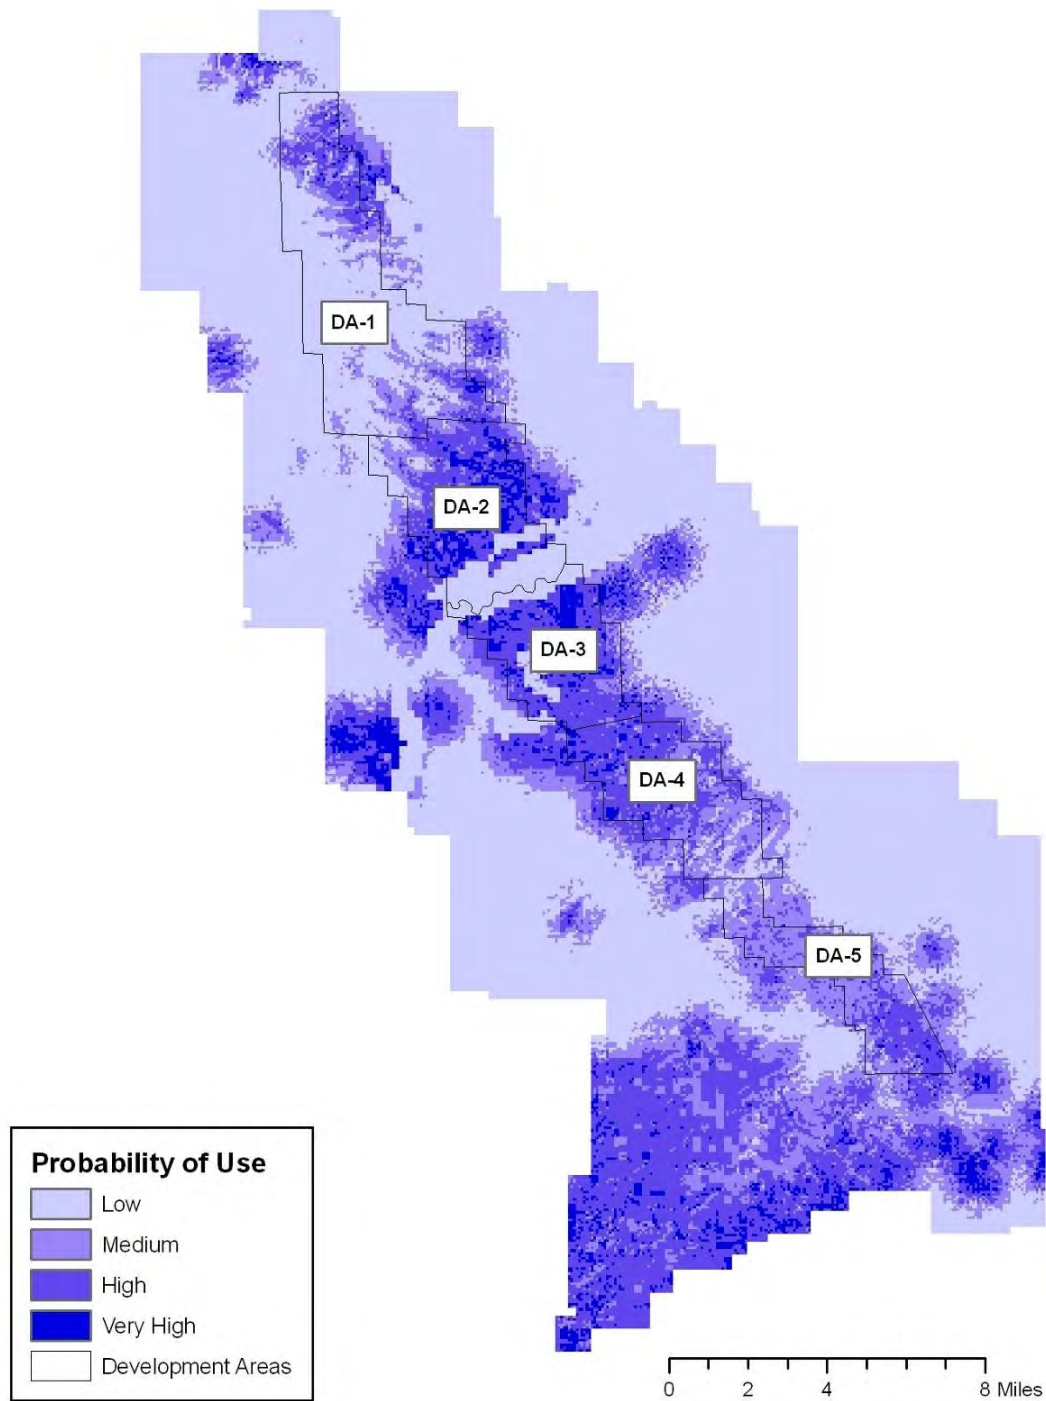 DA-1
DA-2
DA-3
DA-4
DA-5
Probability of Use
Low
Medium
High
Very High
Development Areas
0 2 4 8 Miles